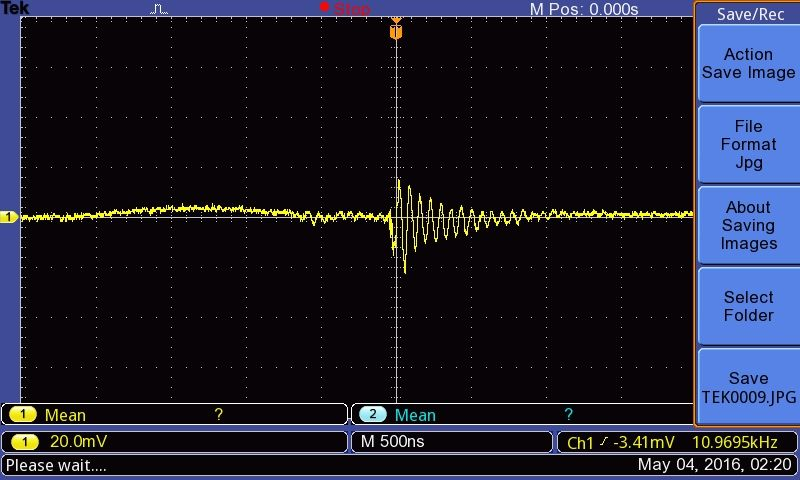 Tek
Stop
M Pos: 0.000s
Save/Rec
T
Action
Save Image
File
Format
Jpg
About
Saving
Images
Select
Folder
Save
TEK0009.JPG
1
1 Mean ?
2 Mean ?
1 20.0mV
M 500ns
Ch1 -3.41mV 10.9695kHz
Please wait....
May 04, 2016, 02:20